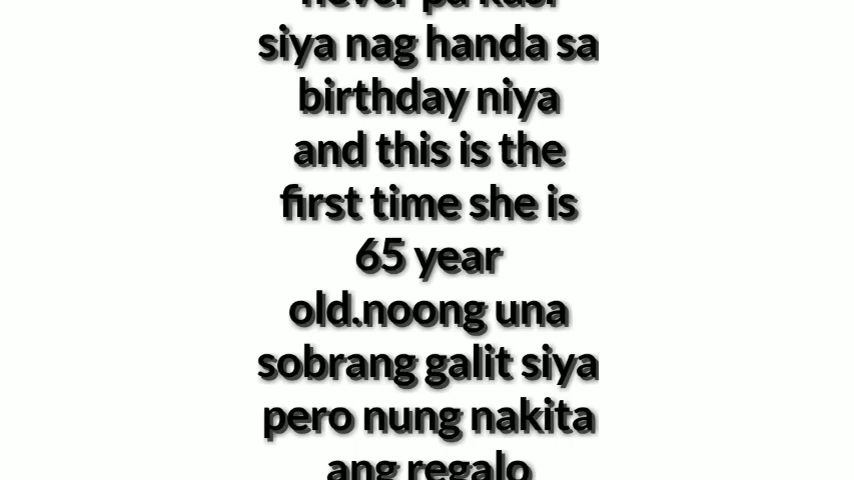 never pa kasi
siya nag handa sa
birthday niya
and this is the
first time she is
65 year
old.noong una
sobrang galit siya
pero nung nakita
ang regalo